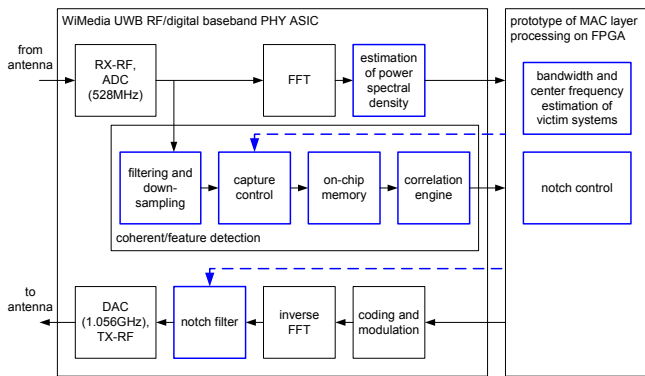 WiMedia UWB RF/digital baseband PHY ASIC
prototype of MAC layer
processing on FPGA
from
antenna
RX-RF,
ADC
(528MHz)
FFT
estimation
of power
spectral
density
bandwidth and
center frequency
estimation of
victim systems
filtering and
down-
sampling
capture
control
on-chip
memory
correlation
engine
notch control
coherent/feature detection
to
antenna
DAC
(1.056GHz),
TX-RF
notch filter
inverse
FFT
coding and
modulation